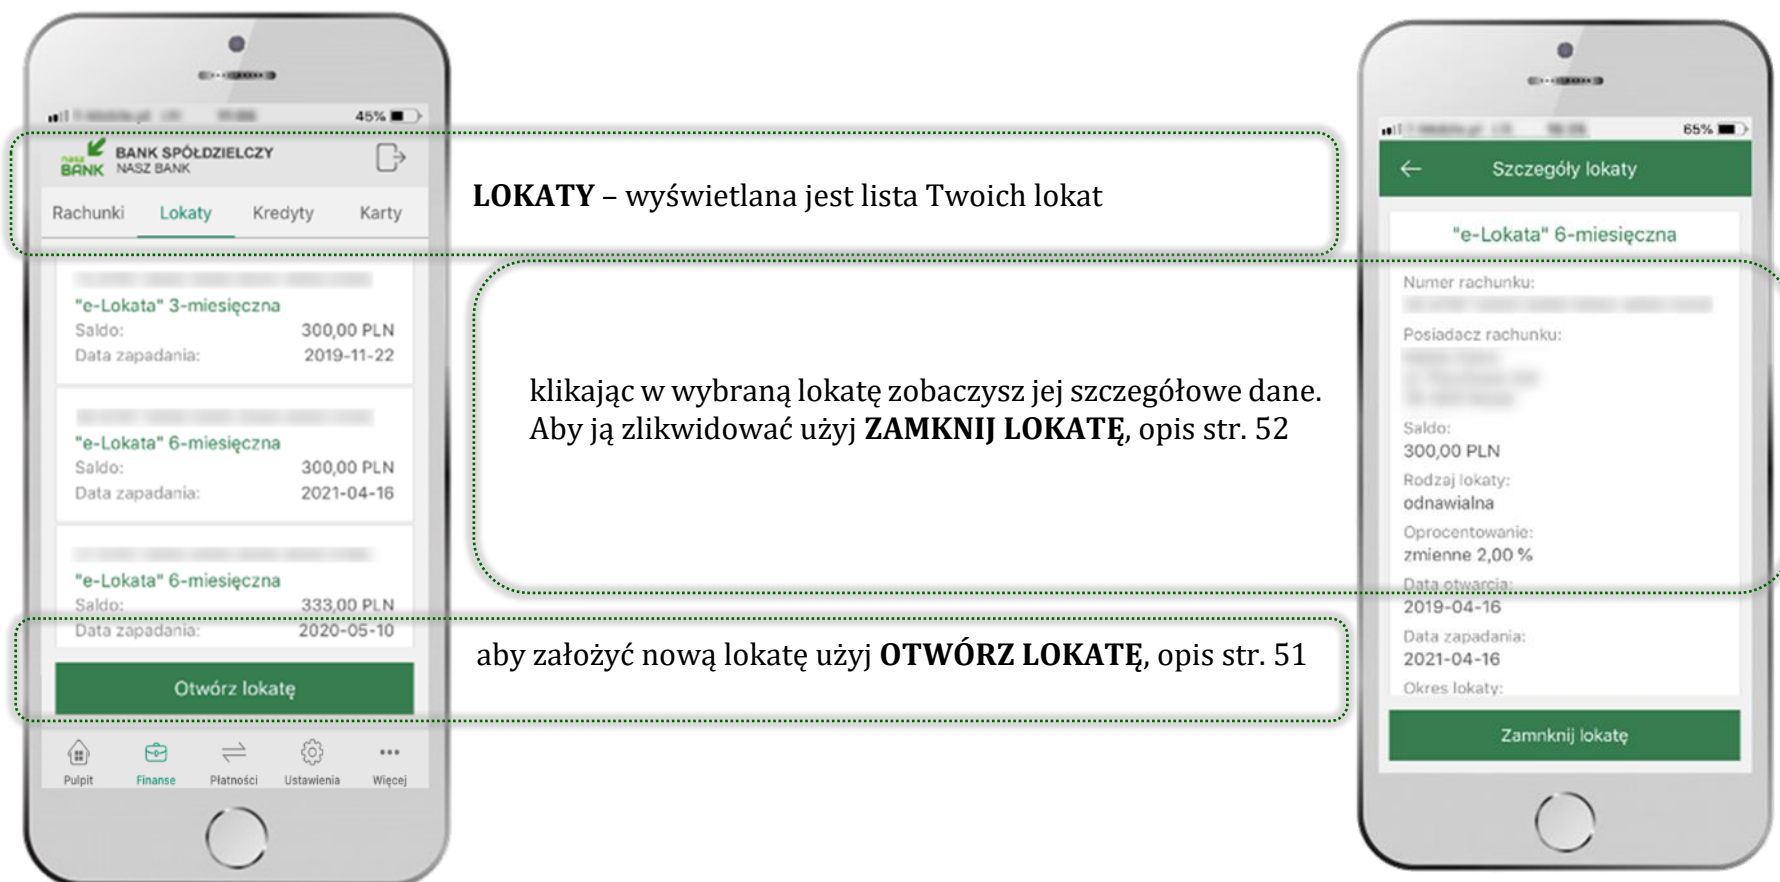 45%
nasz BANK
BANK SPÓŁDZIELCZY
NASZ BANK
Rachunki Lokaty Kredyty Karty
"e-Lokata" 3-miesięczna
Saldo: 300,00 PLN
Data zapadania: 2019-11-22
"e-Lokata" 6-miesięczna
Saldo: 300,00 PLN
Data zapadania: 2021-04-16
"e-Lokata" 6-miesięczna
Saldo: 333,00 PLN
Data zapadania: 2020-05-10
Otwórz lokatę
Pulpit Finanse Płatności Ustawienia Więcej
LOKATY – wyświetlana jest lista Twoich lokat
klikając w wybraną lokatę zobaczysz jej szczegółowe dane.
Aby ją zlikwidować użyj ZAMKNIJ LOKATĘ, opis str. 52
aby założyć nową lokatę użyj OTWÓRZ LOKATĘ, opis str. 51
65%
Szczegóły lokaty
"e-Lokata" 6-miesięczna
Numer rachunku:
Posiadacz rachunku:
Saldo:
300,00 PLN
Rodzaj lokaty:
odnawialna
Oprocentowanie:
zmienne 2,00 %
Data otwarcia:
2019-04-16
Data zapadania:
2021-04-16
Okres lokaty:
Zamnknij lokatę